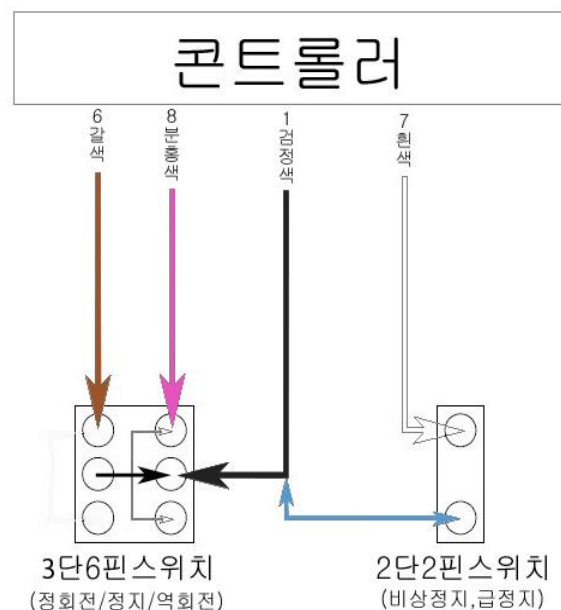 콘트롤러
6갈색
8분홍색
1검정색
7흰색
3단6핀스위치
(정회전/정지/역회전)
2단2핀스위치
(비상정지,급정지)